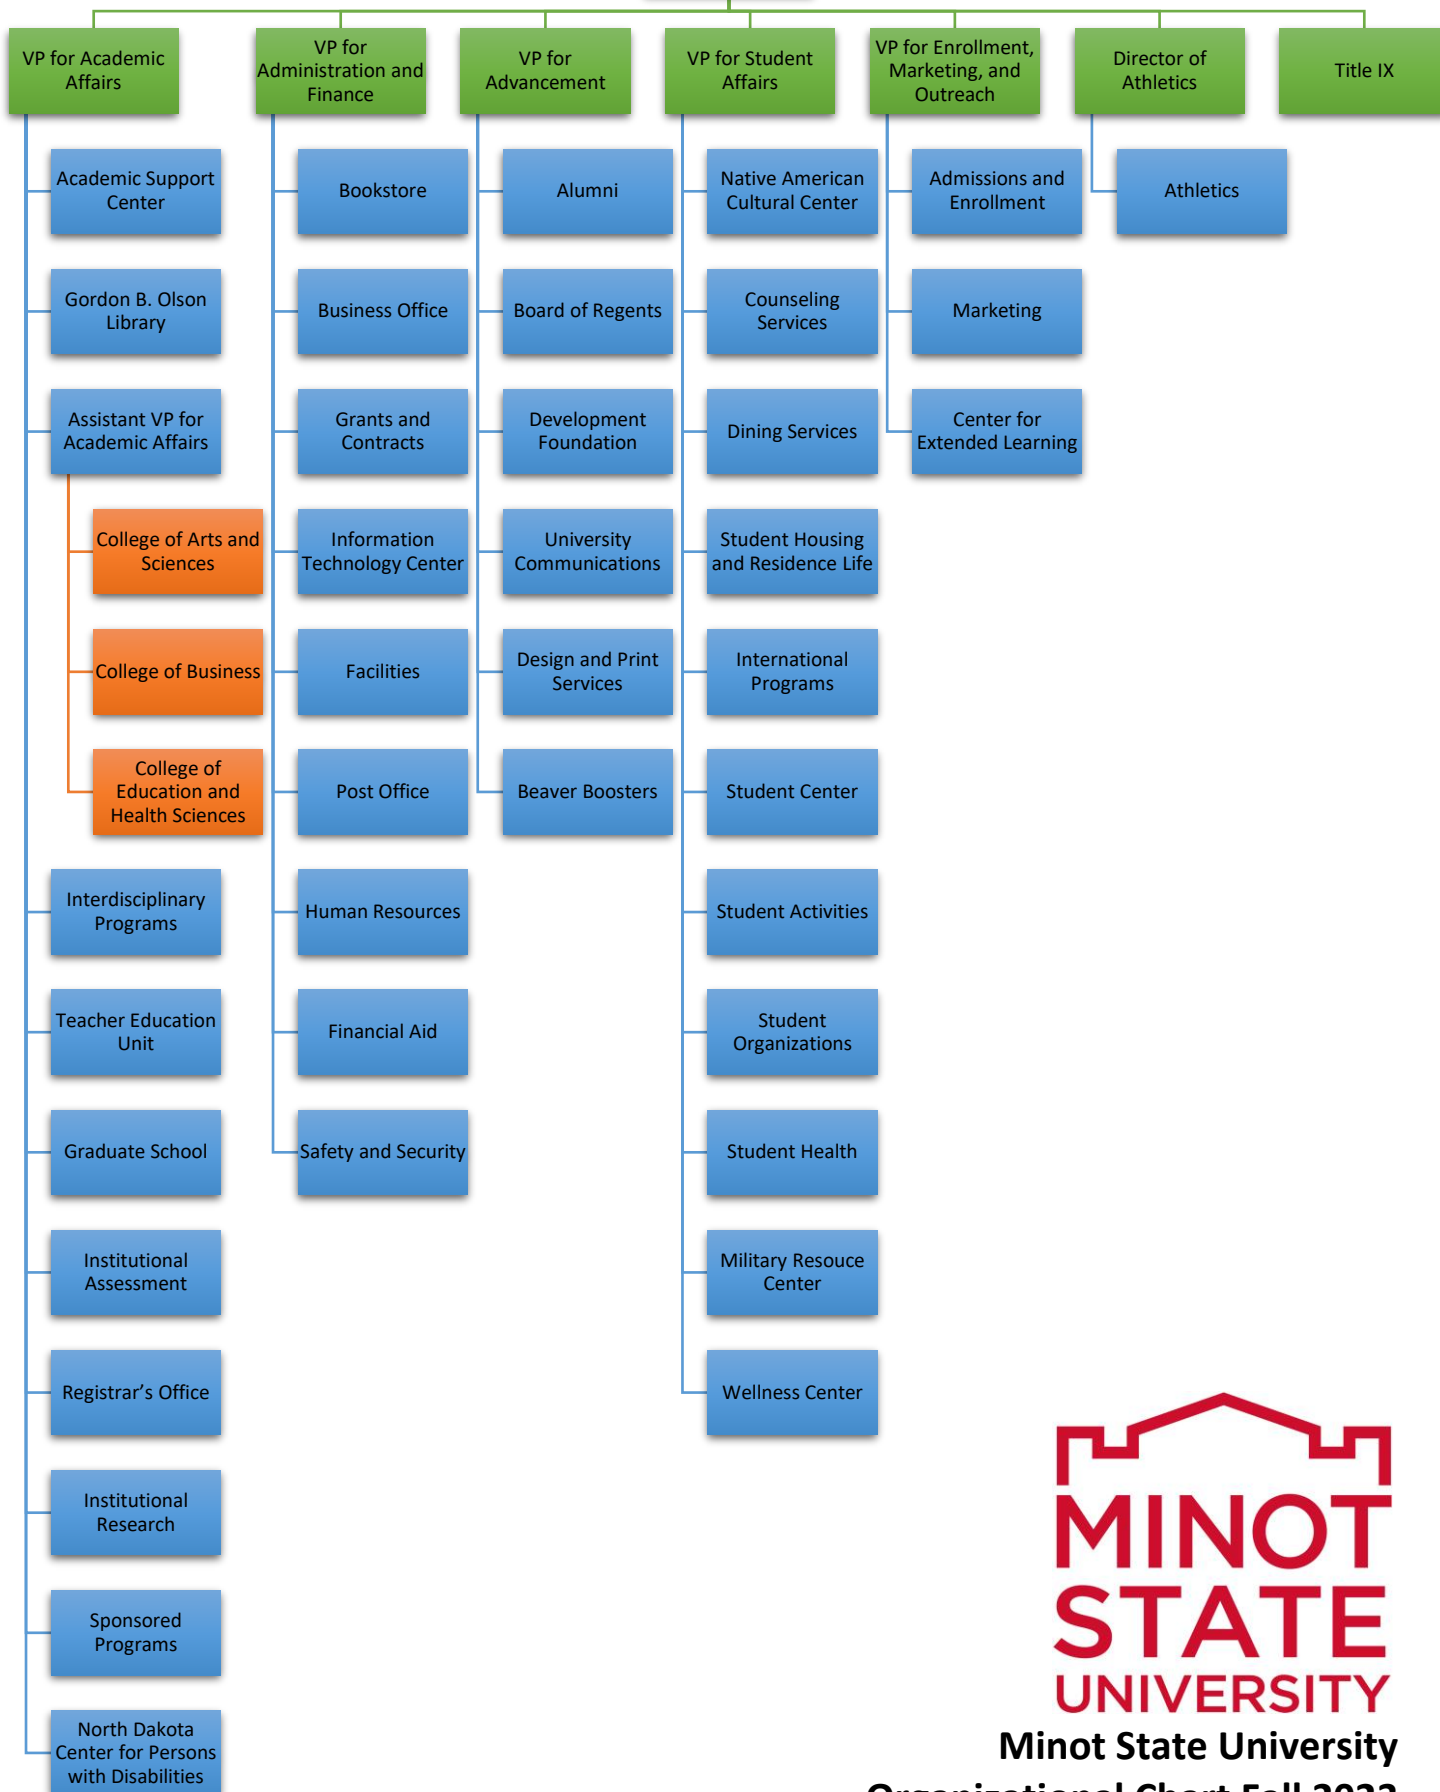 VP for Academic
Affairs
VP for
Administration and
Finance
VP for
Advancement
VP for Student
Affairs
VP for Enrollment,
Marketing, and
Outreach
Director of
Athletics
Title IX
Academic Support
Center
Gordon B. Olson
Library
Assistant VP for
Academic Affairs
College of Arts and
Sciences
College of Business
College of
Education and
Health Sciences
Interdisciplinary
Programs
Teacher Education
Unit
Graduate School
Institutional
Assessment
Registrar's Office
Institutional
Research
Sponsored
Programs
North Dakota
Center for Persons
with Disabilities
Bookstore
Business Office
Grants and
Contracts
Information
Technology Center
Facilities
Post Office
Human Resources
Financial Aid
Safety and Security
Alumni
Board of Regents
Development
Foundation
University
Communications
Design and Print
Services
Beaver Boosters
Native American
Cultural Center
Counseling
Services
Dining Services
Student Housing
and Residence Life
International
Programs
Student Center
Student Activities
Student
Organizations
Student Health
Military Resouce
Center
Wellness Center
Admissions and
Enrollment
Marketing
Center for
Extended Learning
Athletics
MINOT
STATE
UNIVERSITY
Minot State University
Organizational Chart Fall